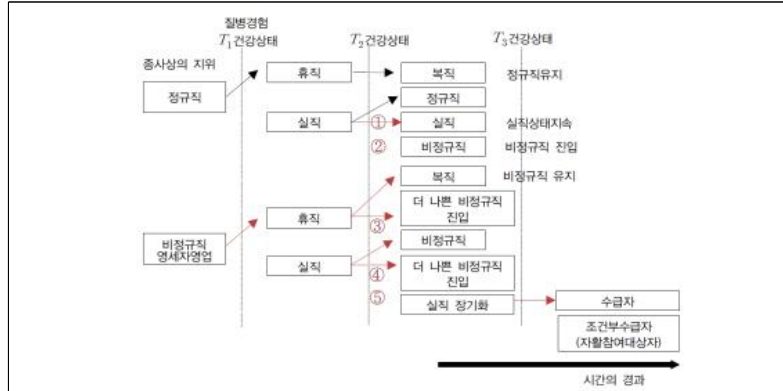 질병경험
T₁건강상태 T₂건강상태 T₃건강상태
종사상의 지위
정규직
휴직 복직 정규직유지
정규직
실직 ① 실직 실직상태지속
② 비정규직 비정규직 진입
복직 비정규직 유지
비정규직
영세자영업
휴직 ③ 더 나쁜 비정규직
진입
비정규직
실직 ④ 더 나쁜 비정규직
진입
⑤ 실직 장기화 수급자
조건부수급자
(자활참여대상자)
시간의 경과